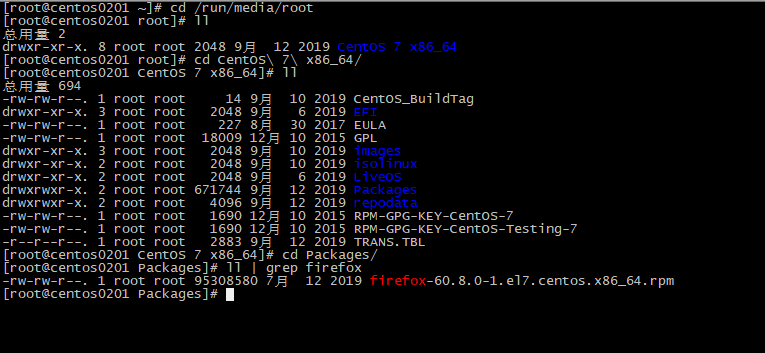 [root@centos0201 ~]# cd /run/media/root
[root@centos0201 root]# ll
总用量 2
drwxr-xr-x. 8 root root 2048 9月  12 2019 CentOS 7 x86_64
[root@centos0201 root]# cd CentOS\ 7\ x86_64/
[root@centos0201 CentOS 7 x86_64]# ll
总用量 694
-rw-rw-r--. 1 root root     14 9月  10 2019 CentOS_BuildTag
drwxr-xr-x. 3 root root   2048 9月   6 2019 EFI
-rw-rw-r--. 1 root root    227 8月  30 2017 EULA
-rw-rw-r--. 1 root root  18009 12月 10 2015 GPL
drwxr-xr-x. 3 root root   2048 9月  10 2019 images
drwxr-xr-x. 2 root root   2048 9月  10 2019 isolinux
drwxr-xr-x. 2 root root   2048 9月   6 2019 LiveOS
drwxrwxr-x. 2 root root 671744 9月  12 2019 Packages
drwxrwxr-x. 2 root root   4096 9月  12 2019 repodata
-rw-rw-r--. 1 root root   1690 12月 10 2015 RPM-GPG-KEY-CentOS-7
-rw-rw-r--. 1 root root   1690 12月 10 2015 RPM-GPG-KEY-CentOS-Testing-7
-r--r--r--. 1 root root   2883 9月  12 2019 TRANS.TBL
[root@centos0201 CentOS 7 x86_64]# cd Packages/
[root@centos0201 Packages]# ll | grep firefox
-rw-rw-r--. 1 root root 95308580 7月  12 2019 firefox-60.8.0-1.el7.centos.x86_64.rpm
[root@centos0201 Packages]#